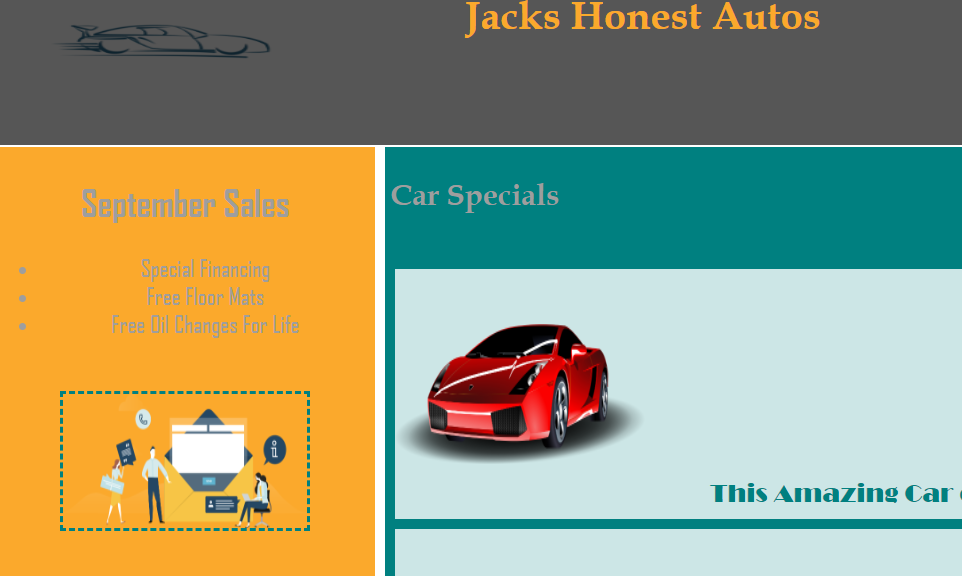 Jacks Honest Autos
September Sales
Special Financing
Free Floor Mats
Free Oil Changes For Life
Car Specials
This Amazing Car